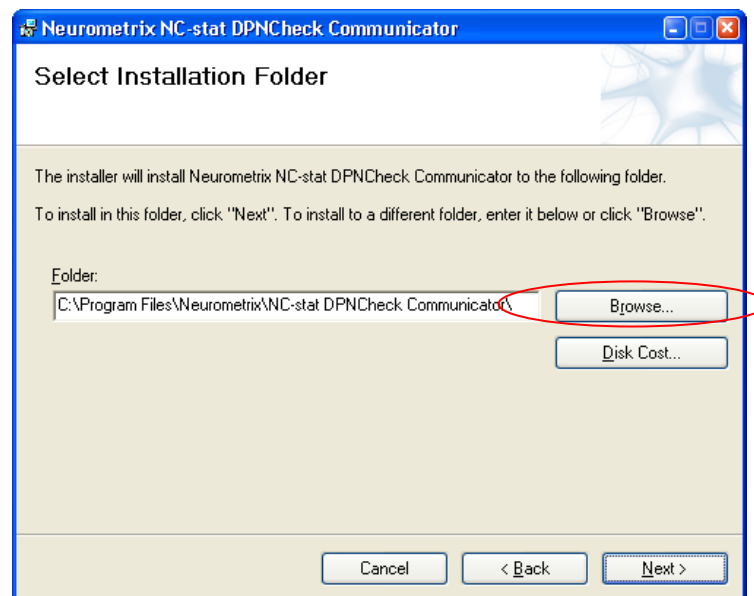 Neurometrix NC-stat DPNCheck Communicator
Select Installation Folder
The installer will install Neurometrix NC-stat DPNCheck Communicator to the following folder.
To install in this folder, click "Next". To install to a different folder, enter it below or click "Browse".
Folder:
C:\Program Files\Neurometrix\NC-stat DPNCheck Communicator\
Browse...
Disk Cost...
Cancel
< Back
Next >